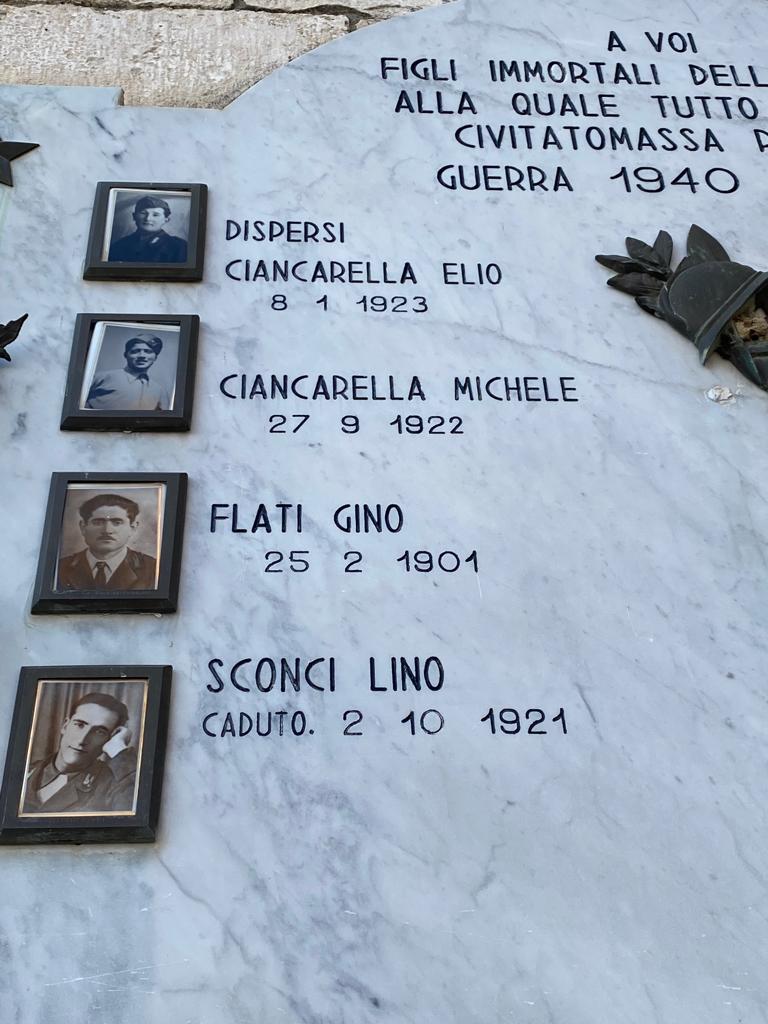 A VOI
FIGLI IMMORTALI
ALLA QUALE TUTTO
CIVITATOMASSA
GUERRA 1940
DISPERSI
CIANCARELLA ELIO
8 1 1923
CIANCARELLA MICHELE
27 9 1922
FLATI GINO
25 2 1901
SCONCI LINO
CADUTO. 2 10 1921